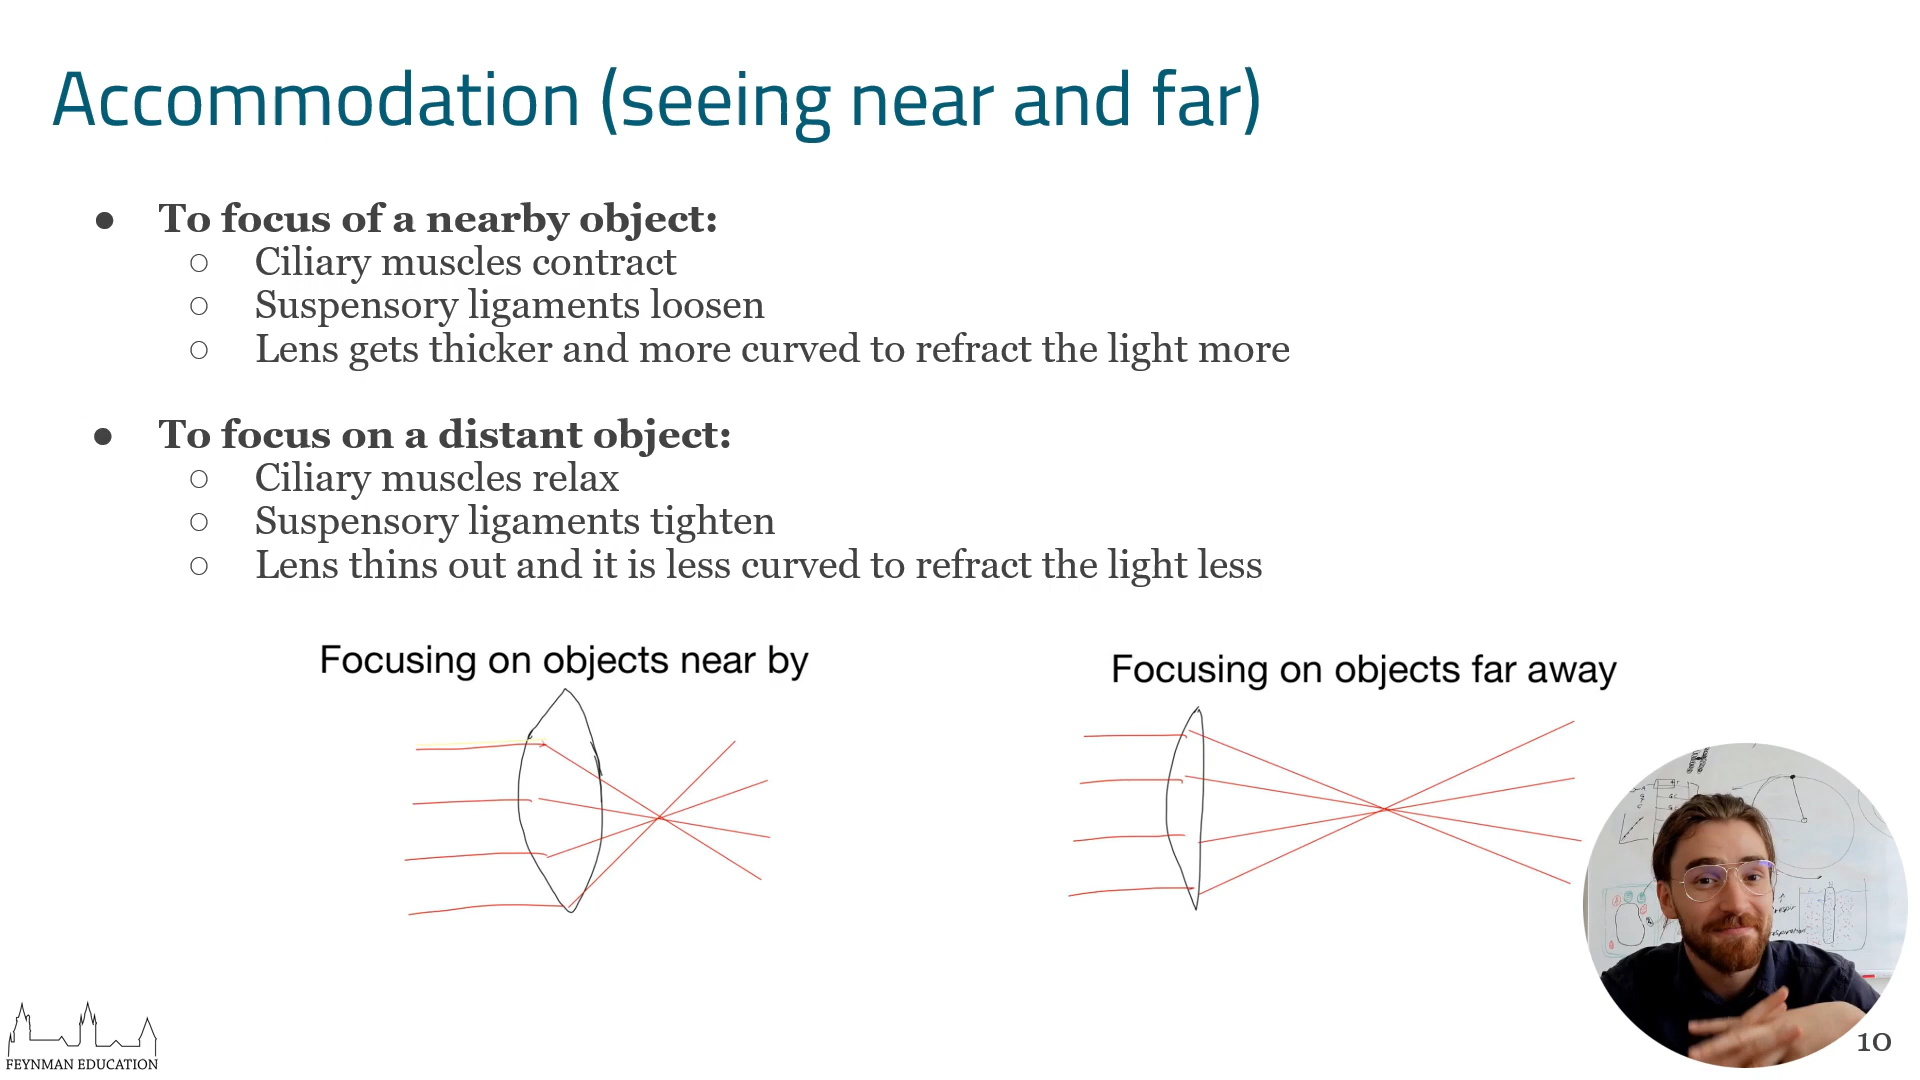 Accommodation (seeing near and far)
● To focus of a nearby object:
○ Ciliary muscles contract
○ Suspensory ligaments loosen
○ Lens gets thicker and more curved to refract the light more
● To focus on a distant object:
○ Ciliary muscles relax
○ Suspensory ligaments tighten
○ Lens thins out and it is less curved to refract the light less
Focusing on objects near by
Focusing on objects far away
FEYNMAN EDUCATION
10